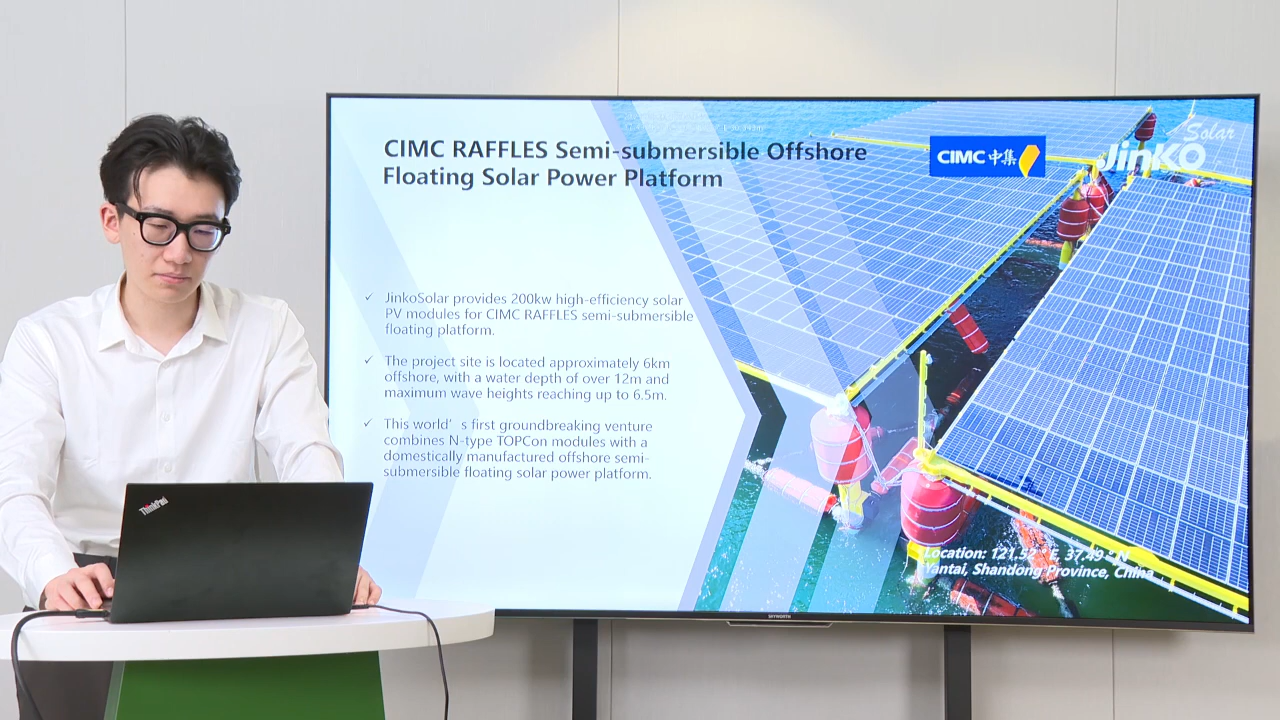 CIMC RAFFLES Semi-submersible Offshore
Floating Solar Power Platform
CIMC 中集
Solar
JinKO
✓ JinkoSolar provides 200kw high-efficiency solar
PV modules for CIMC RAFFLES semi-submersible
floating platform.
✓ The project site is located approximately 6km
offshore, with a water depth of over 12m and
maximum wave heights reaching up to 6.5m.
✓ This world's first groundbreaking venture
combines N-type TOPCon modules with a
domestically manufactured offshore semi-
submersible floating solar power platform.
Location: 121.52°E, 37.49°N
Yantai, Shandong Province, China
ThinkPad
SKYWORTH